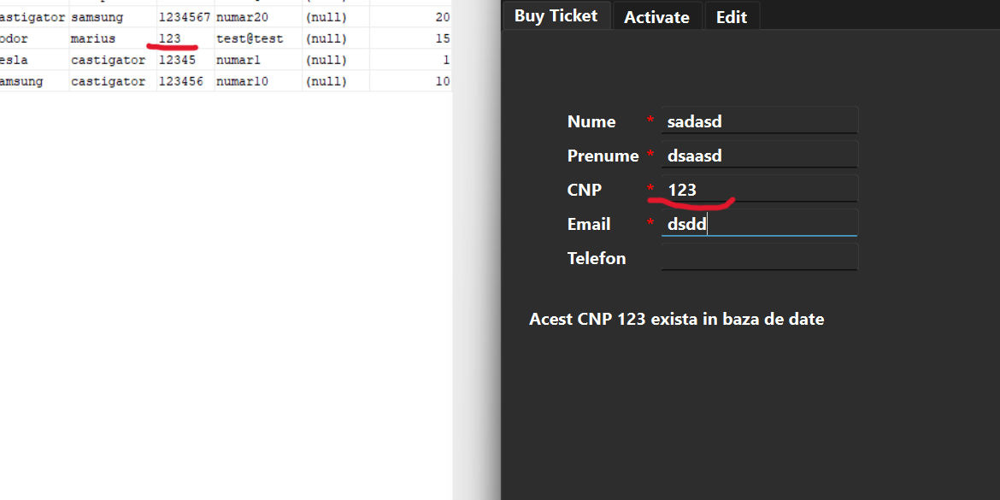 astigator samsung 1234567 numar20 (null) 20
odor marius 123 test@test (null) 15
esla castigator 12345 numar1 (null) 1
amsung castigator 123456 numar10 (null) 10
Buy Ticket Activate Edit
Nume * sadasd
Prenume * dsaasd
CNP * 123
Email * dsdd
Telefon
Acest CNP 123 exista in baza de date